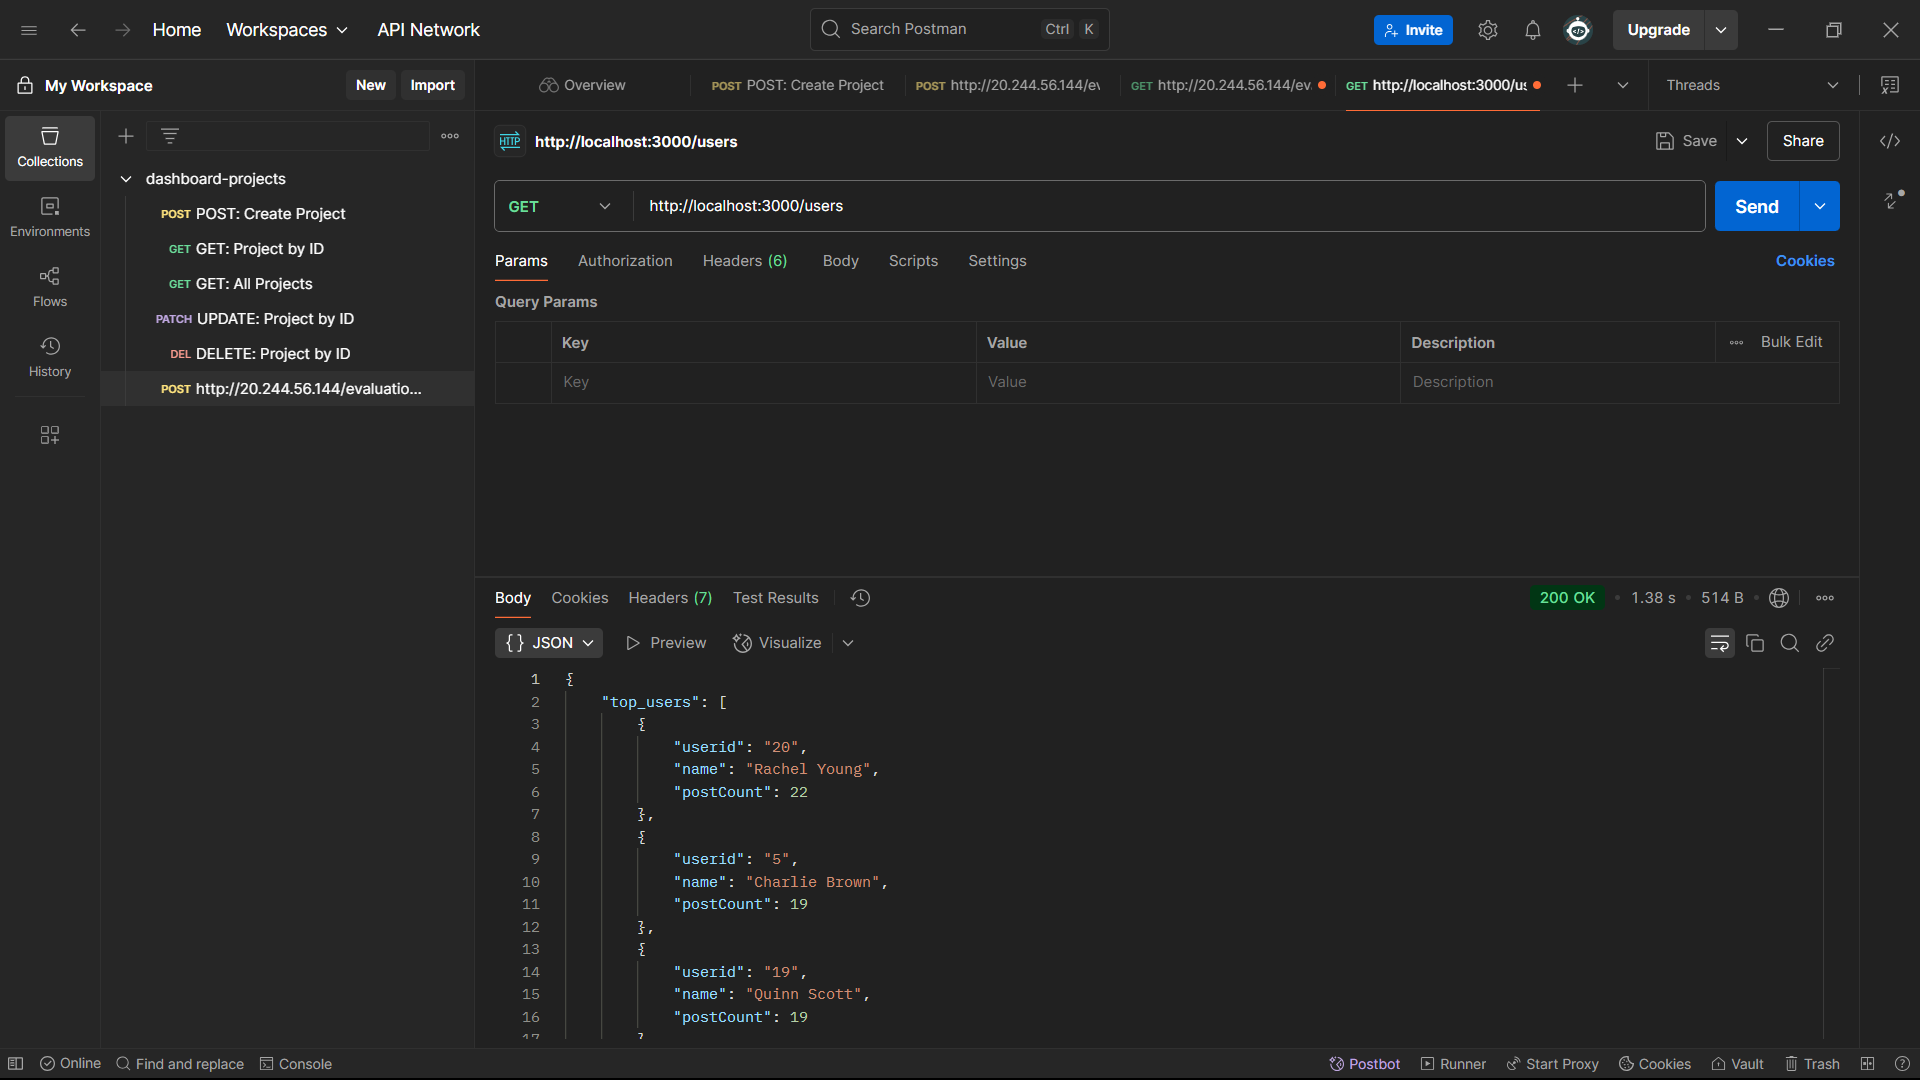 Home Workspaces API Network Search Postman Ctrl K Invite Upgrade
My Workspace New Import Overview POST POST: Create Project POST http://20.244.56.144/ev GET http://20.244.56.144/ev. GET http://localhost:3000/us Threads
Collections
Environments
Flows
History
dashboard-projects
POST POST: Create Project
GET GET: Project by ID
GET GET: All Projects
PATCH UPDATE: Project by ID
DEL DELETE: Project by ID
POST http://20.244.56.144/evaluatio...
HTTP http://localhost:3000/users Save Share
GET http://localhost:3000/users Send
Params Authorization Headers (6) Body Scripts Settings Cookies
Query Params
Key Value Description Bulk Edit
Key Value Description
Body Cookies Headers (7) Test Results 200 OK • 1.38 s • 514 B
{} JSON Preview Visualize
1 {
2 "top_users": [
3 {
4 "userid": "20",
5 "name": "Rachel Young",
6 "postCount": 22
7 },
8 {
9 "userid": "5",
10 "name": "Charlie Brown",
11 "postCount": 19
12 },
13 {
14 "userid": "19",
15 "name": "Quinn Scott",
16 "postCount": 19
17 }
Online Find and replace Console Postbot Runner Start Proxy Cookies Vault Trash